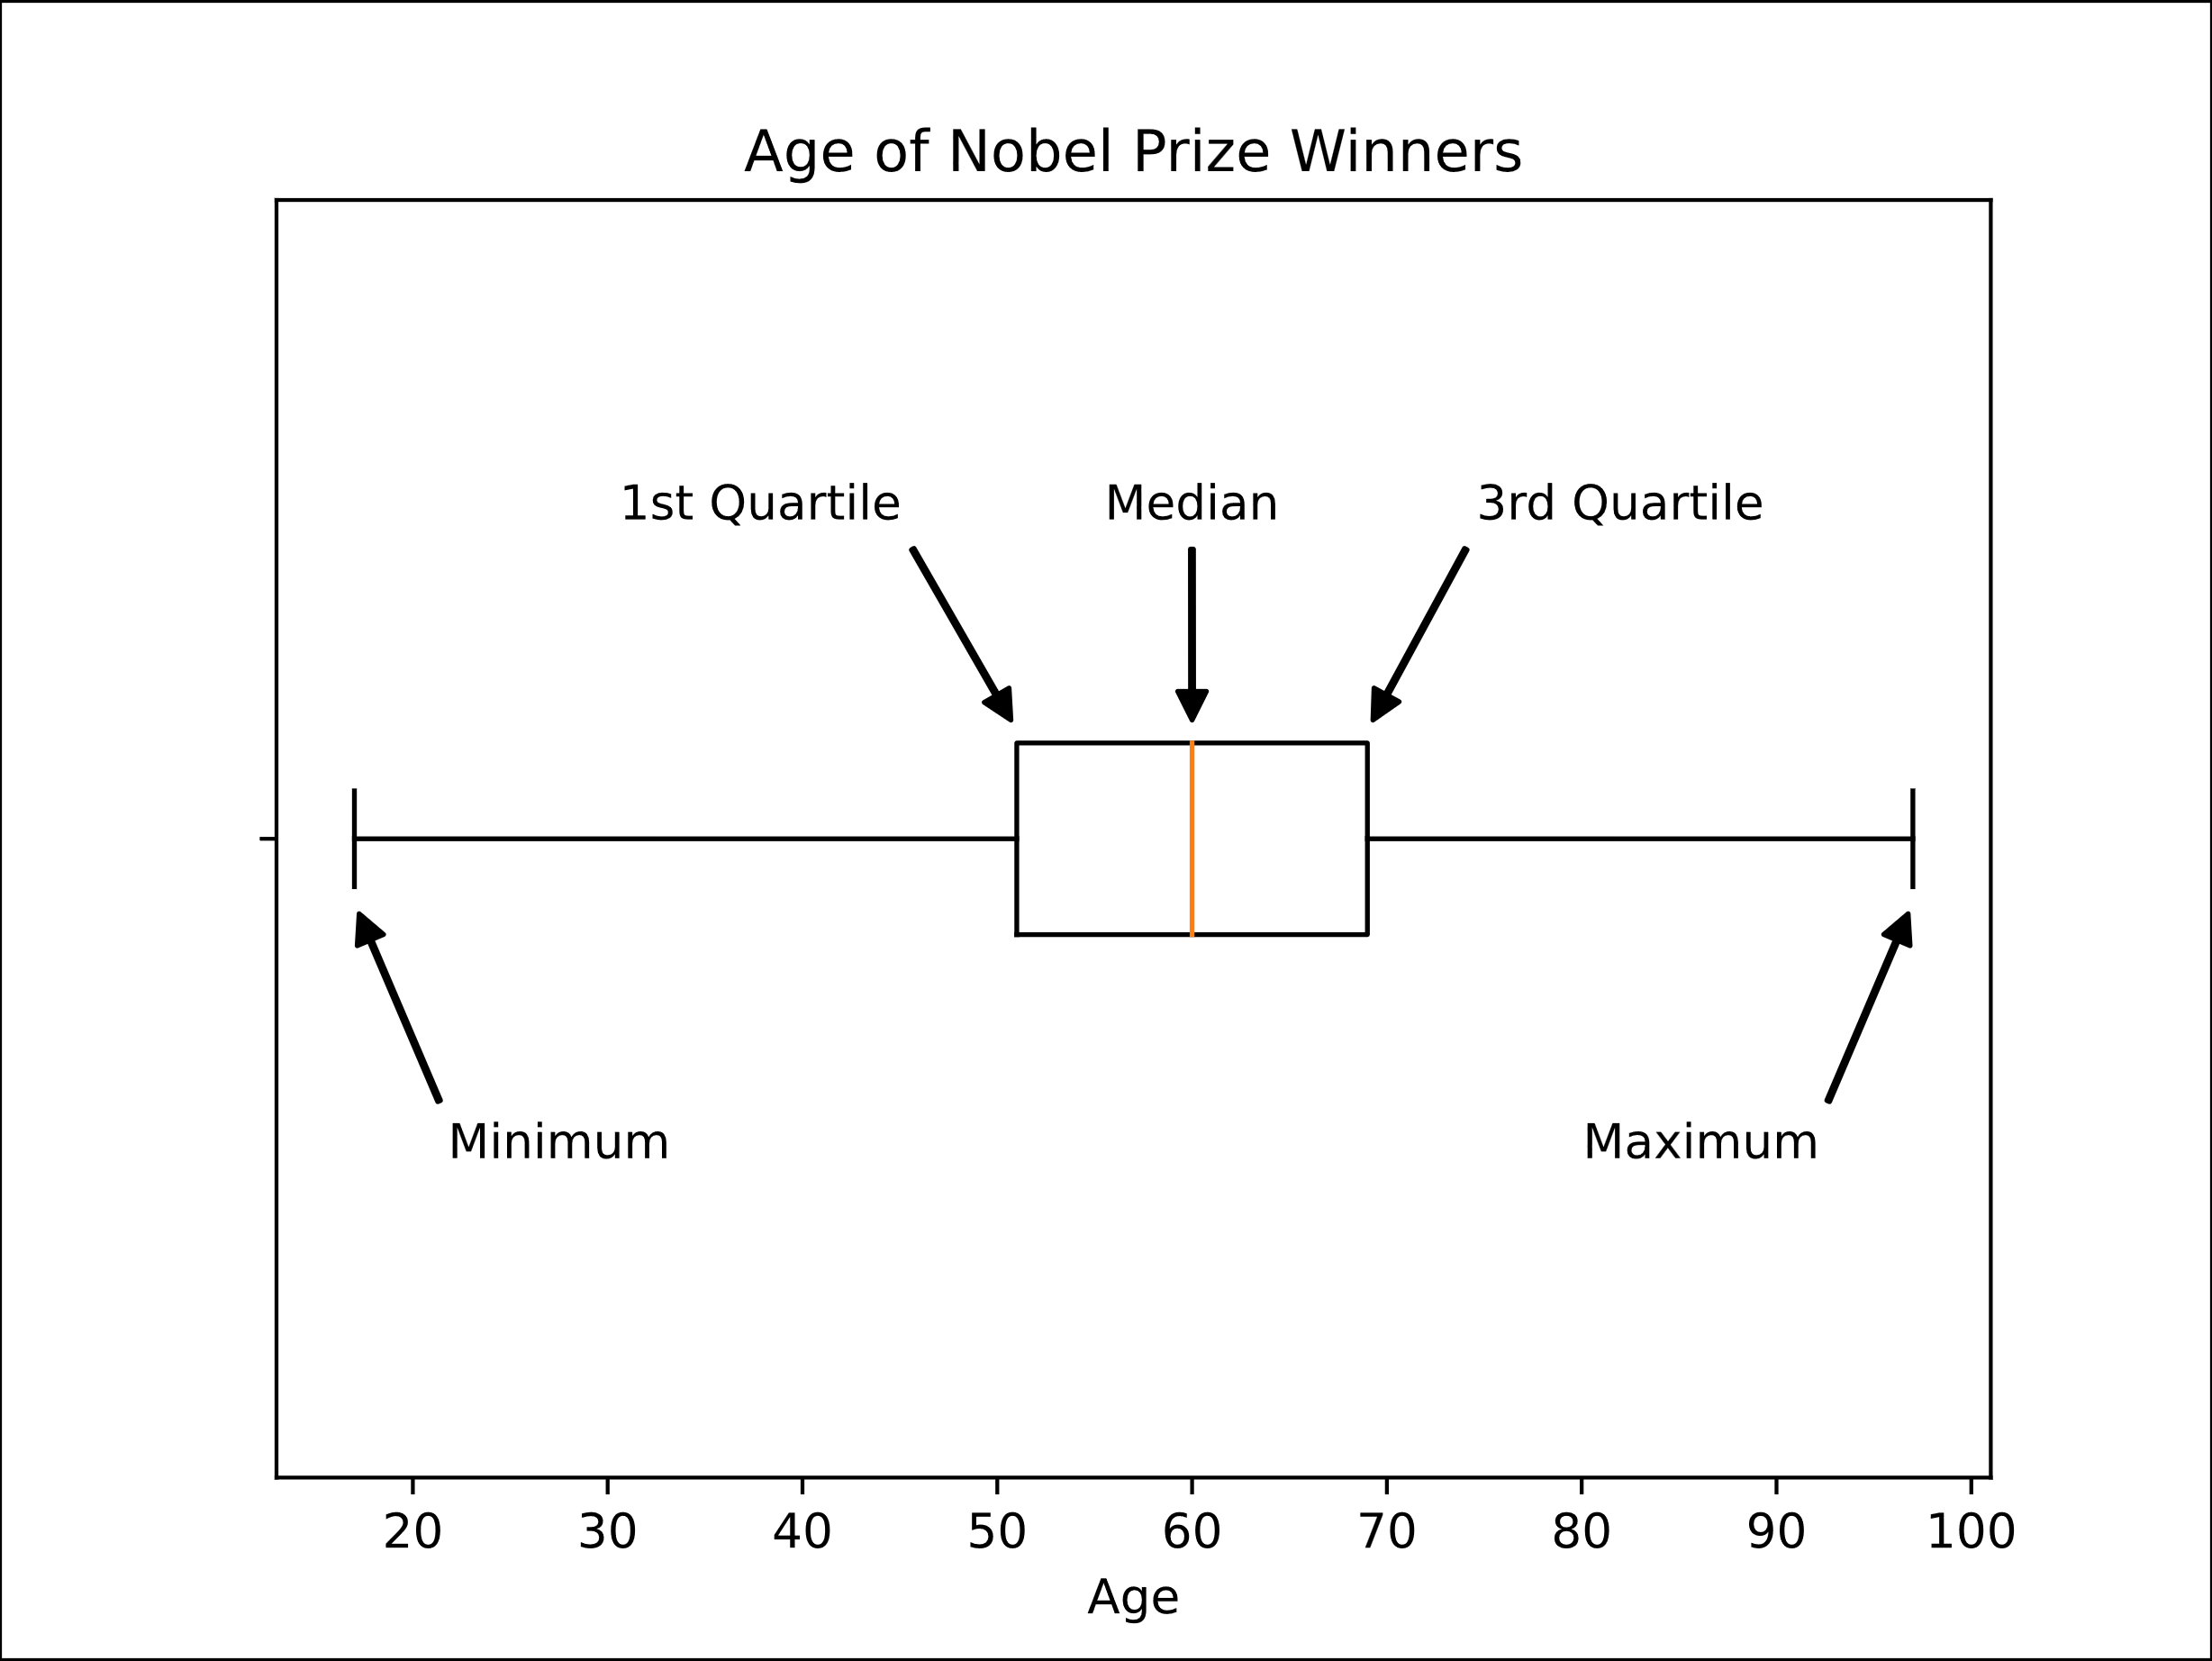 Age of Nobel Prize Winners
1st Quartile Median 3rd Quartile
Minimum Maximum
20 30 40 50 60 70 80 90 100
Age